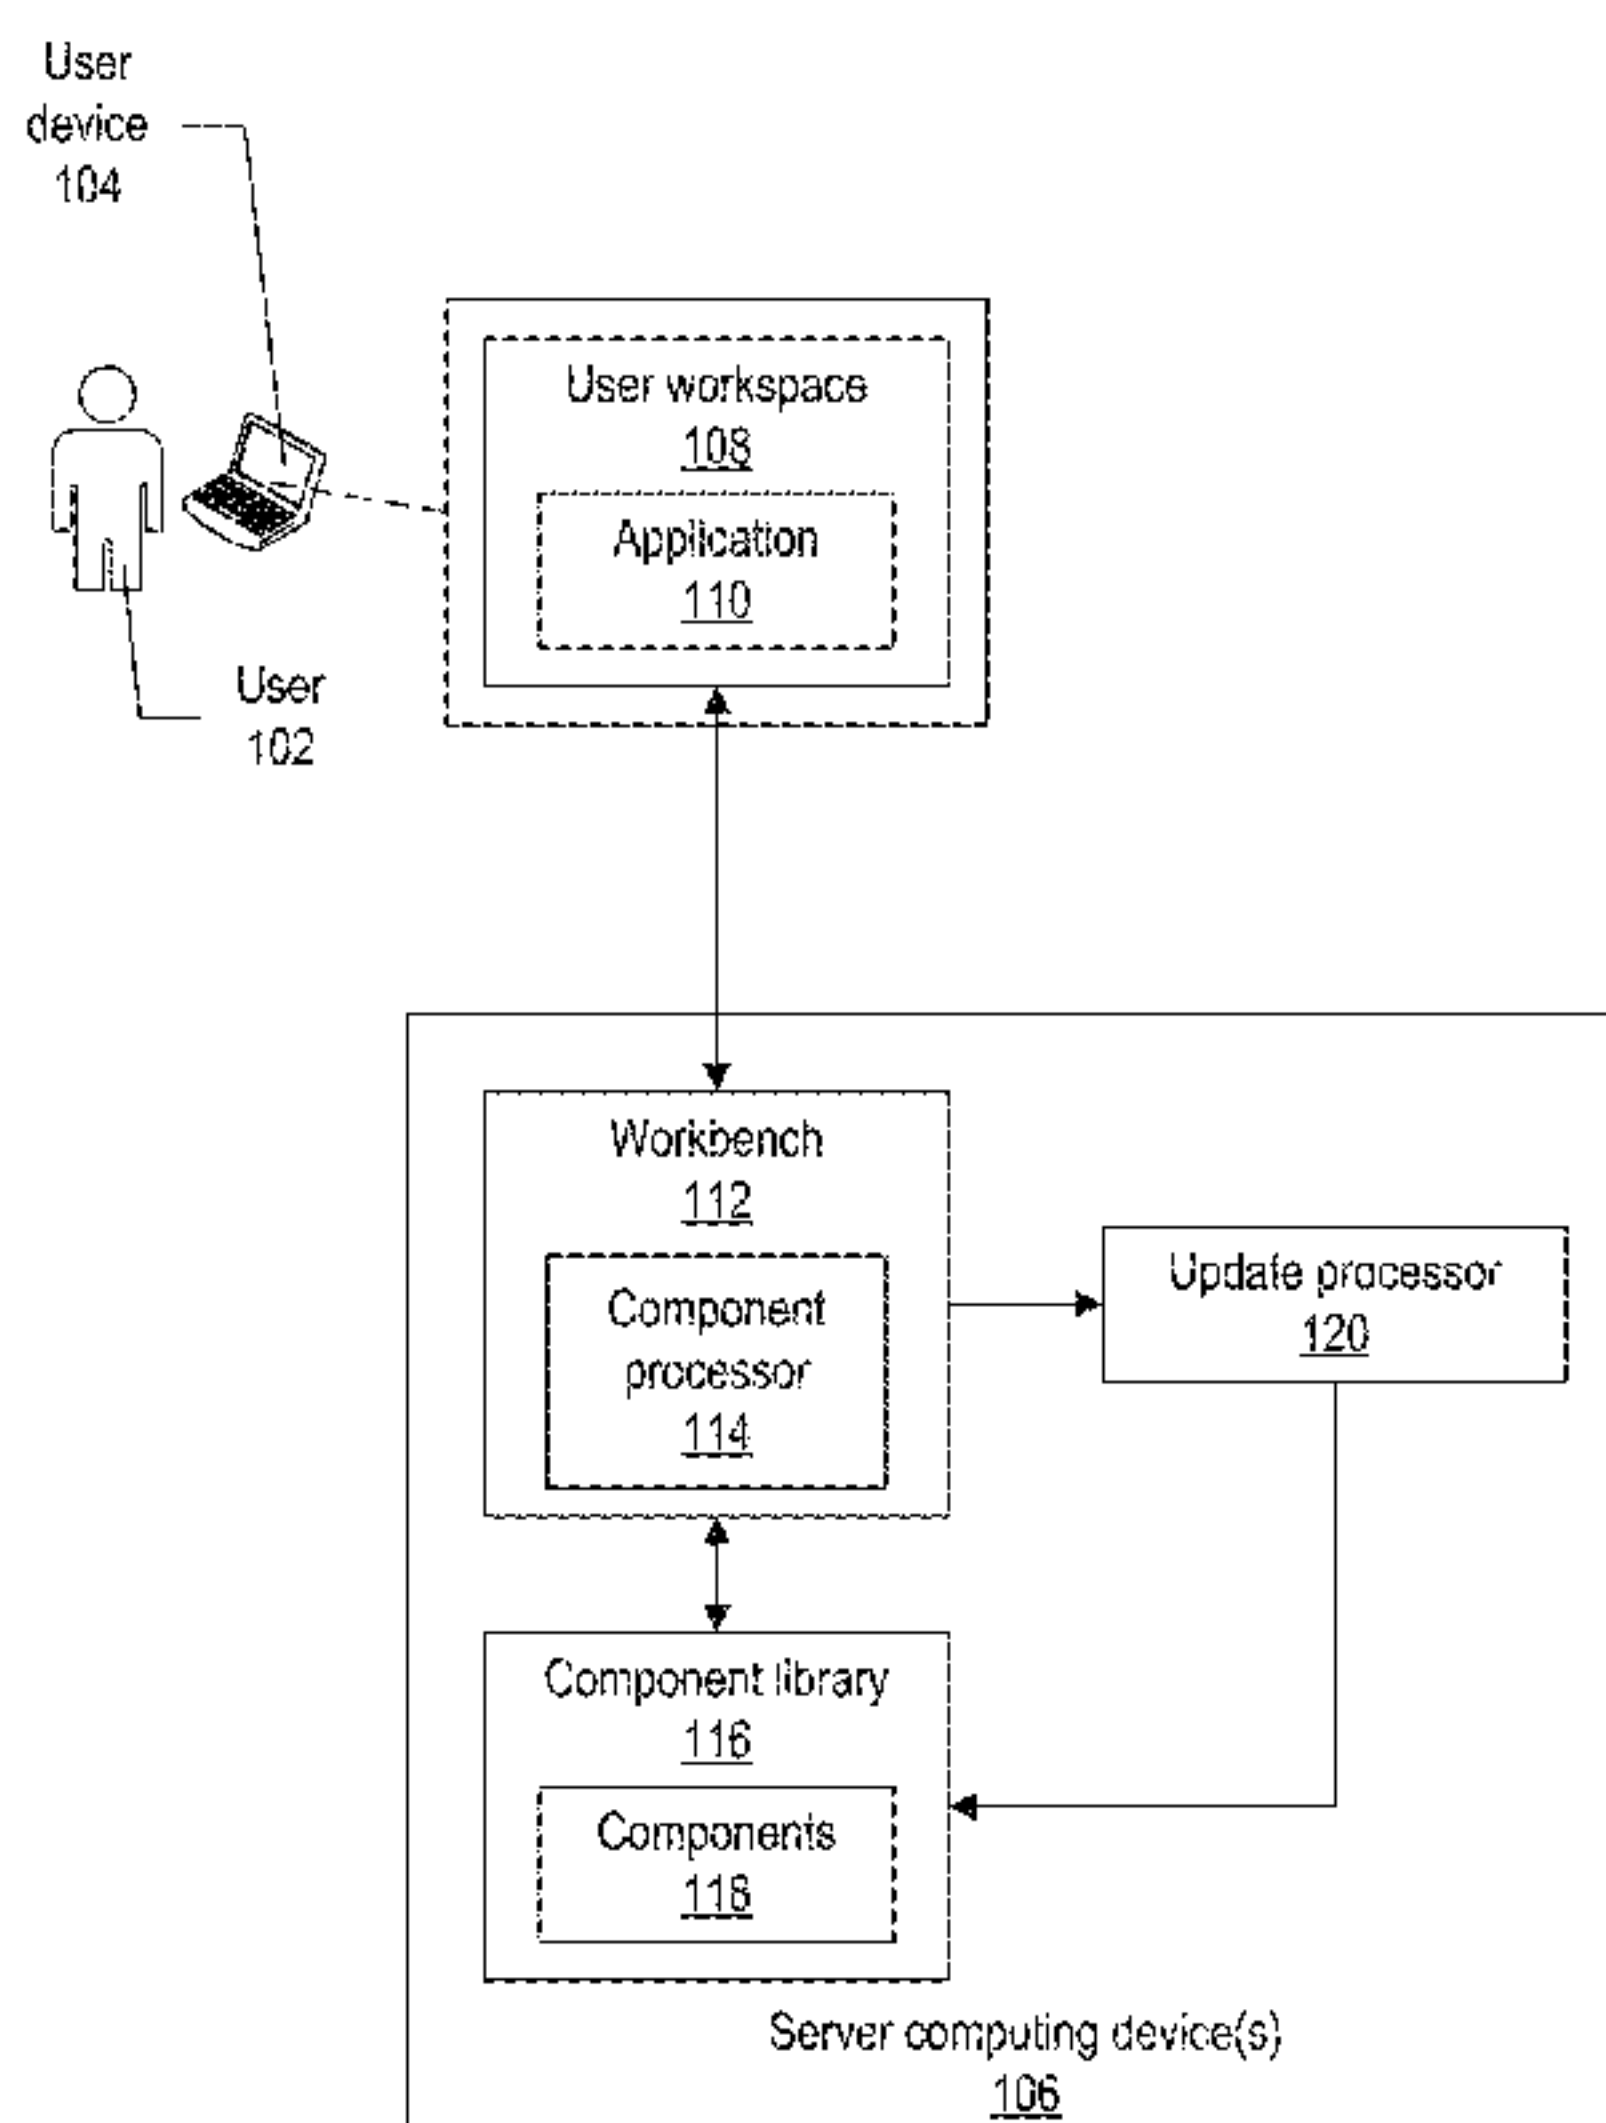 User
device
104
User workspace
108
Application
110
User
102
Workbench
112
Component
processor
114
Update processor
120
Component library
116
Components
118
Server computing device(s)
106